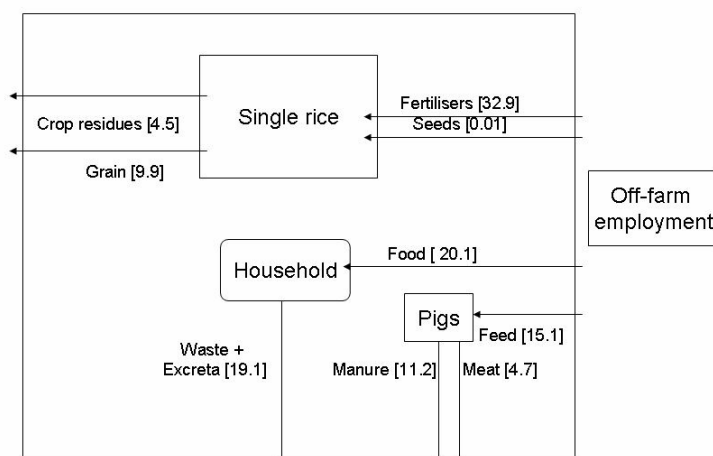 Single rice
Fertilisers [32.9]
Seeds [0.01]
Crop residues [4.5]
Grain [9.9]
Off-farm
employment
Food [ 20.1]
Household
Pigs
Feed [15.1]
Waste +
Excreta [19.1]
Manure [11.2]
Meat [4.7]